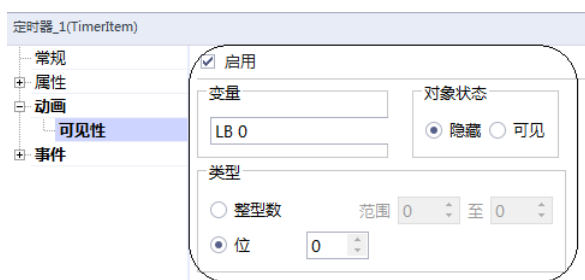 定时器_1(TimerItem)
常规
属性
动画
可见性
事件
启用
变量
LB 0
对象状态
隐藏 可见
类型
整型数 范围 0 至 0
位 0